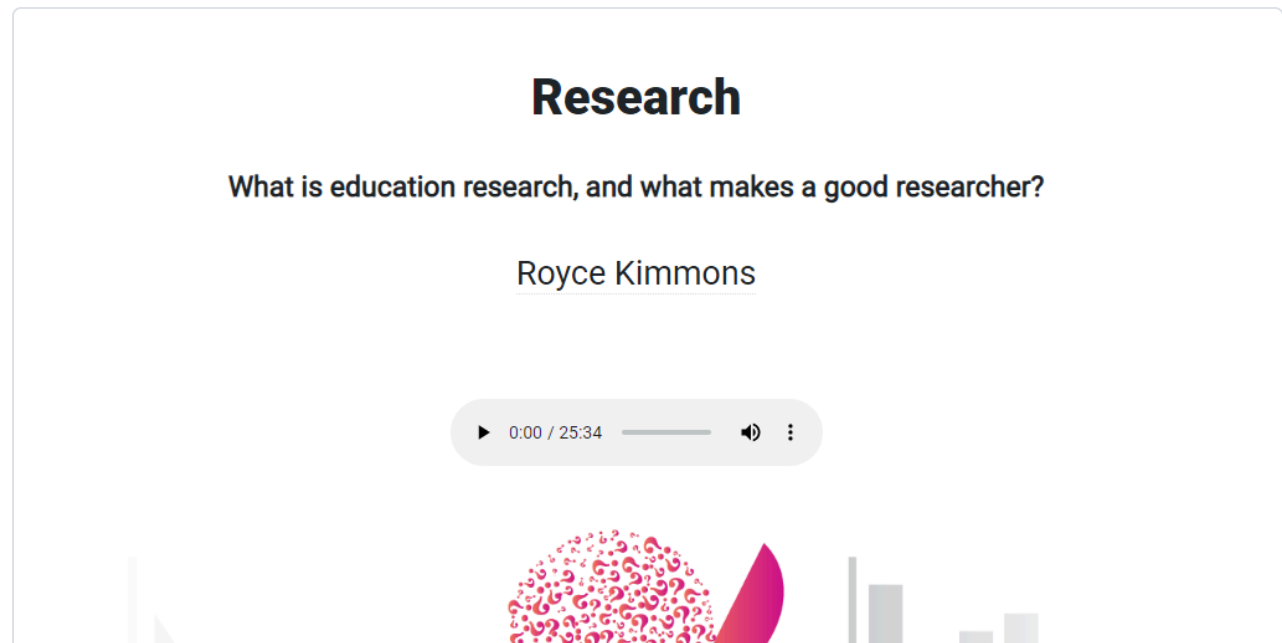 Research
What is education research, and what makes a good researcher?
Royce Kimmons
0:00 / 25:34